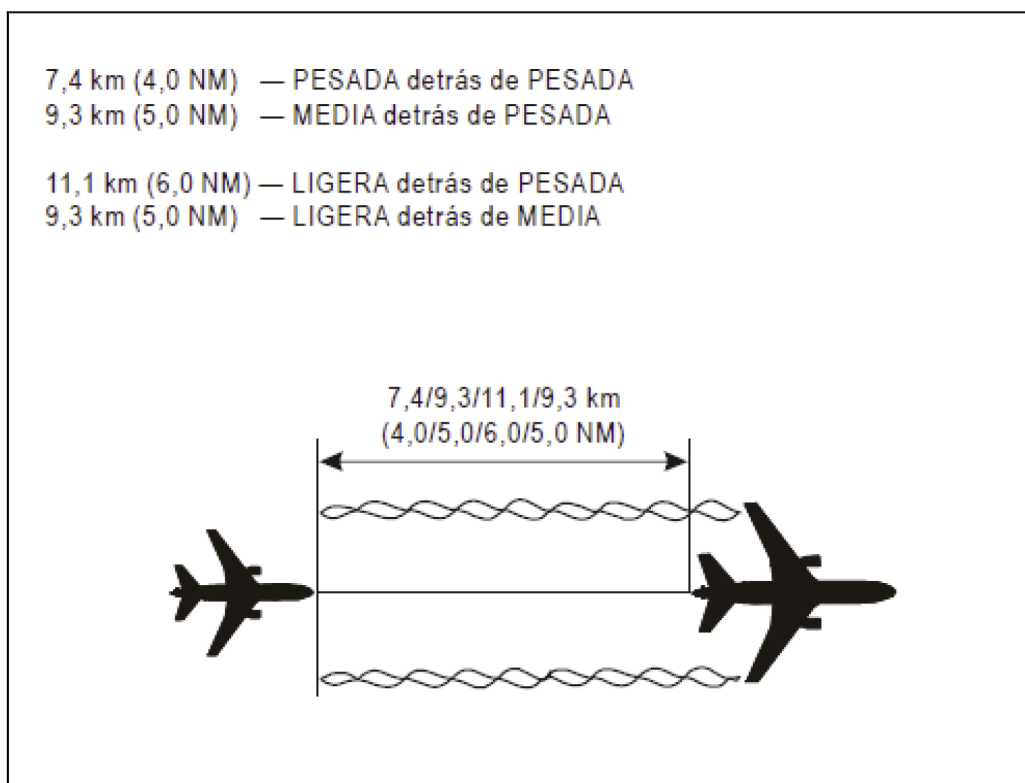 7,4 km (4,0 NM) — PESADA detrás de PESADA
9,3 km (5,0 NM) — MEDIA detrás de PESADA
11,1 km (6,0 NM) — LIGERA detrás de PESADA
9,3 km (5,0 NM) — LIGERA detrás de MEDIA
7,4/9,3/11,1/9,3 km
(4,0/5,0/6,0/5,0 NM)